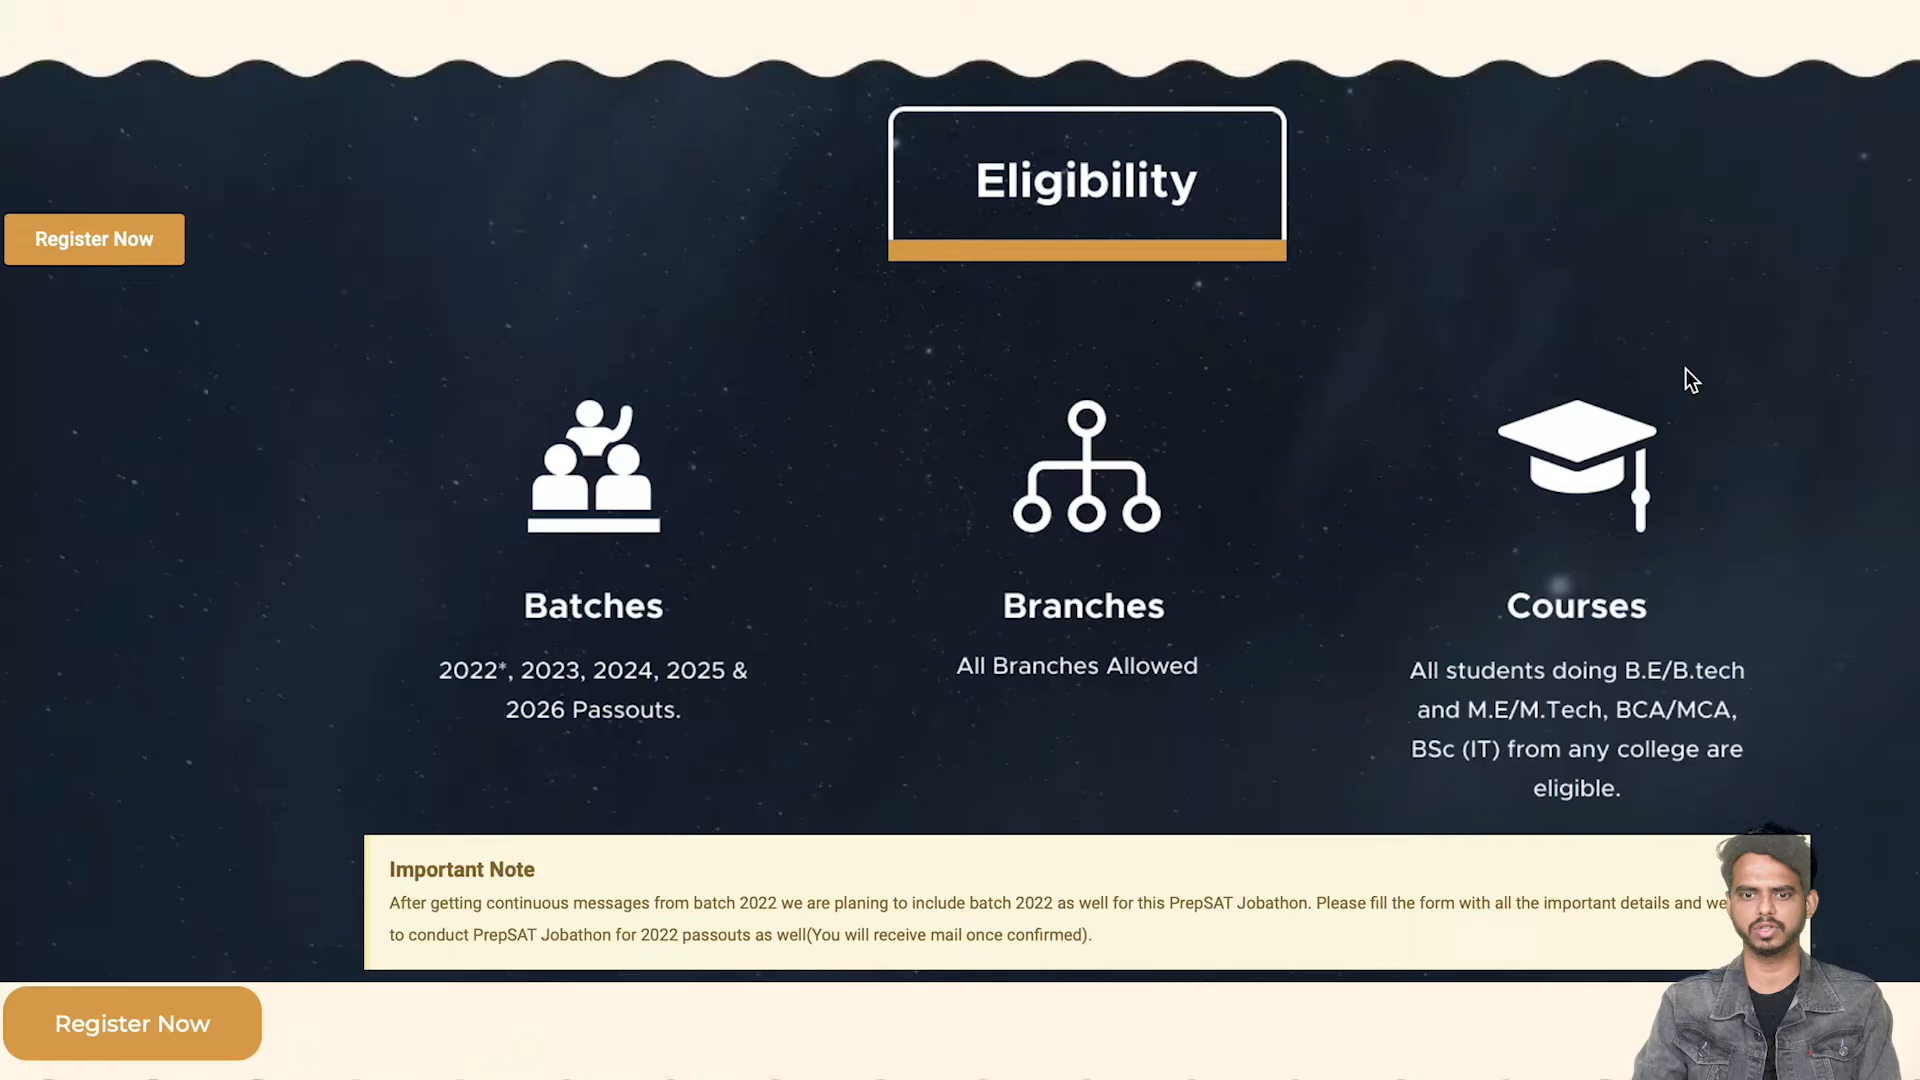 Eligibility
Register Now
Batches
2022*, 2023, 2024, 2025 &
2026 Passouts.
Branches
All Branches Allowed
Courses
All students doing B.E/B.tech
and M.E/M.Tech, BCA/MCA,
BSc (IT) from any college are
eligible.
Important Note
After getting continuous messages from batch 2022 we are planing to include batch 2022 as well for this PrepSAT Jobathon. Please fill the form with all the important details and we
to conduct PrepSAT Jobathon for 2022 passouts as well(You will receive mail once confirmed).
Register Now